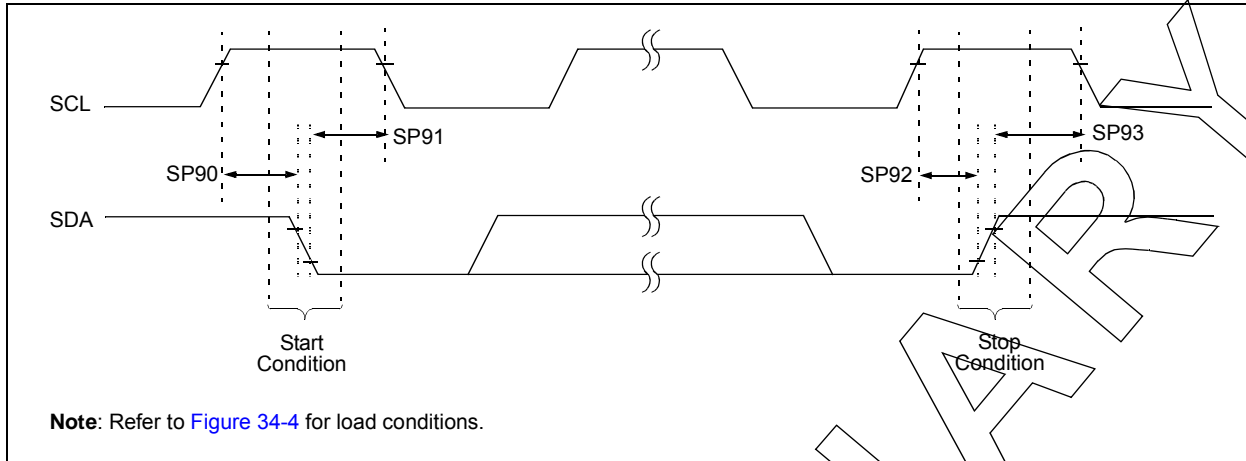 SCL
SP91
SP93
SP90
SP92
SDA
Start
Condition
Stop
Condition
Note: Refer to Figure 34-4 for load conditions.